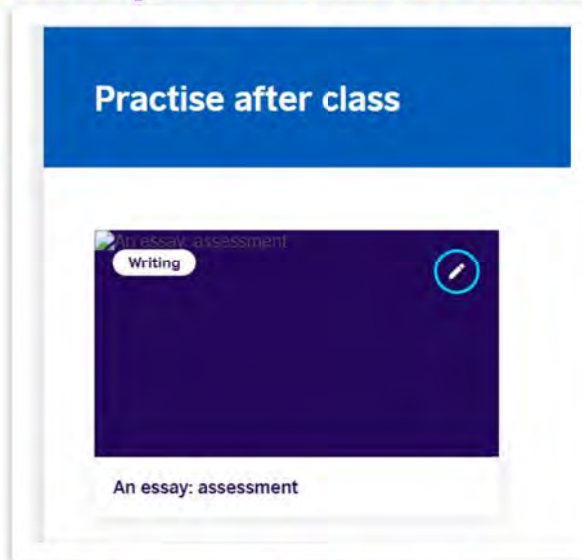 Practise after class
An essay: assessment
Writing
An essay: assessment